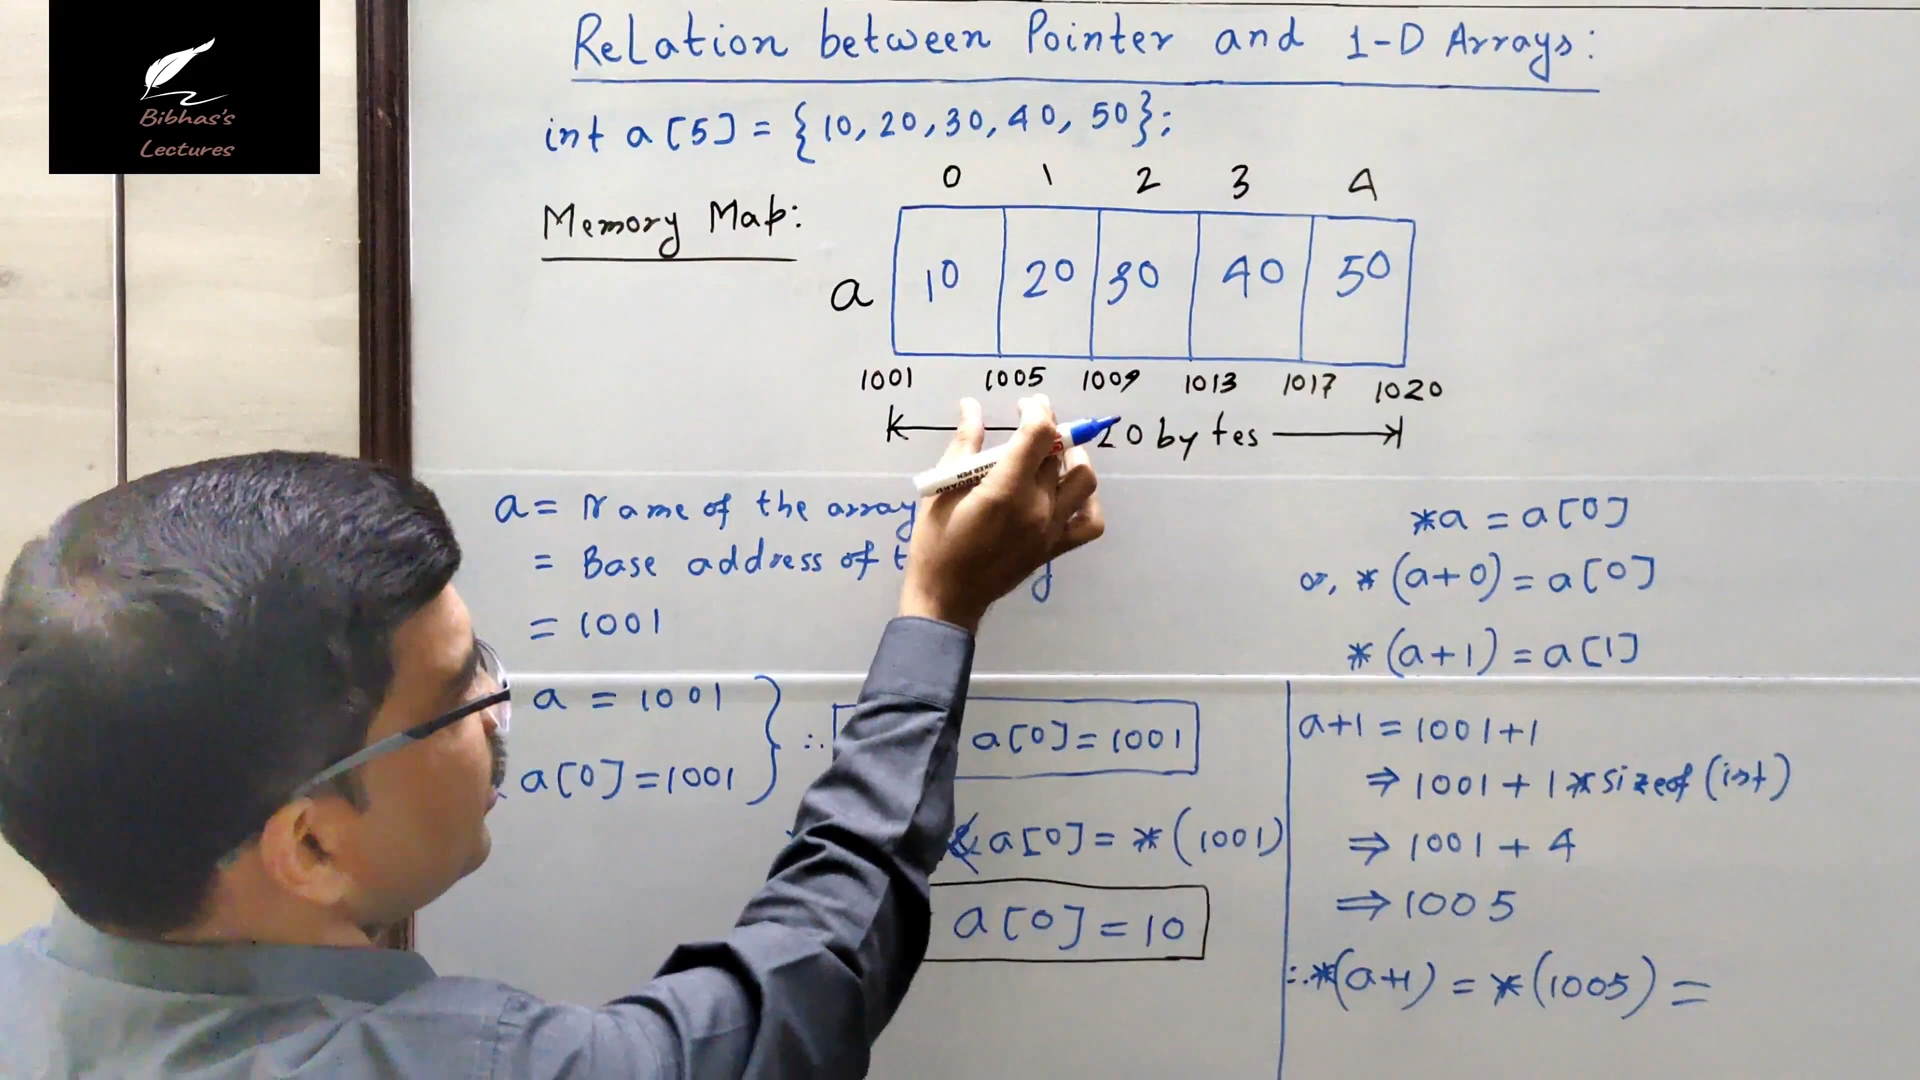 Bibhas's
Lectures
Relation between Pointer and 1-D Arrays:
int a[5] = {10, 20, 30, 40, 50};
0 1 2 3 4
Memory Map:
a 10 20 30 40 50
1001 1005 1009 1013 1017 1020
20 bytes
a = Name of the array
= Base address of
= 1001
*a = a[0]
or, *(a+0) = a[0]
*(a+1) = a[1]
a = 1001
a[0] = 1001
∴ a[0] = 1001
a[0] = *(1001)
a[0] = 10
a+1 = 1001+1
⇒ 1001 + 1*sizeof(int)
⇒ 1001 + 4
⇒ 1005
∴ *(a+1) = *(1005) =